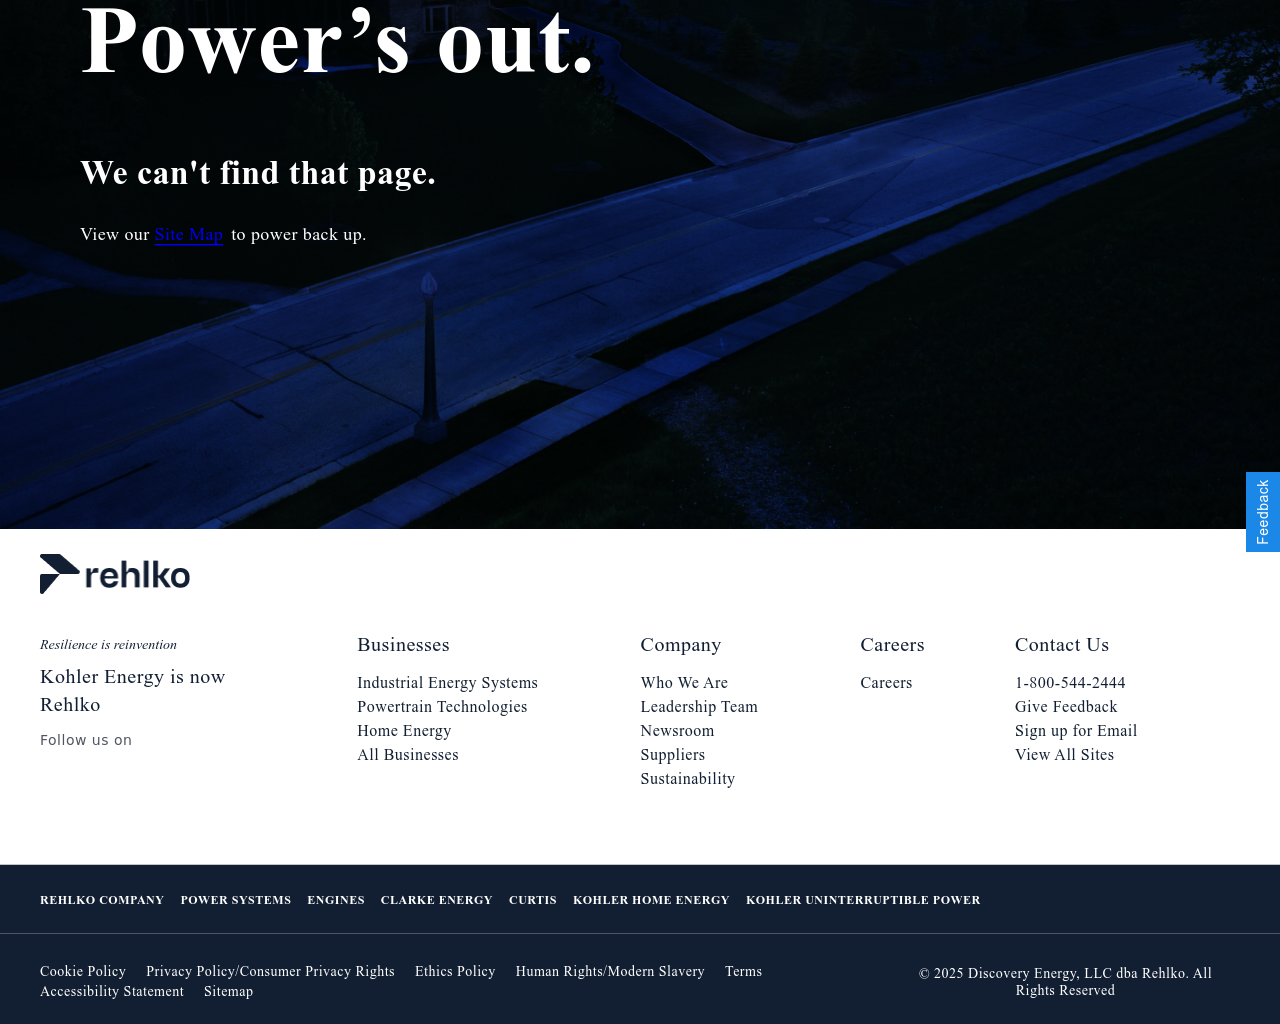 Power’s out.
We can't find that page.
View our Site Map to power back up.
Feedback
rehlko
Resilience is reinvention
Kohler Energy is now
Rehlko
Follow us on
Businesses
Industrial Energy Systems
Powertrain Technologies
Home Energy
All Businesses
Company
Who We Are
Leadership Team
Newsroom
Suppliers
Sustainability
Careers
Careers
Contact Us
1-800-544-2444
Give Feedback
Sign up for Email
View All Sites
REHLKO COMPANY POWER SYSTEMS ENGINES CLARKE ENERGY CURTIS KOHLER HOME ENERGY KOHLER UNINTERRUPTIBLE POWER
Cookie Policy Privacy Policy/Consumer Privacy Rights Ethics Policy Human Rights/Modern Slavery Terms
Accessibility Statement Sitemap
© 2025 Discovery Energy, LLC dba Rehlko. All
Rights Reserved